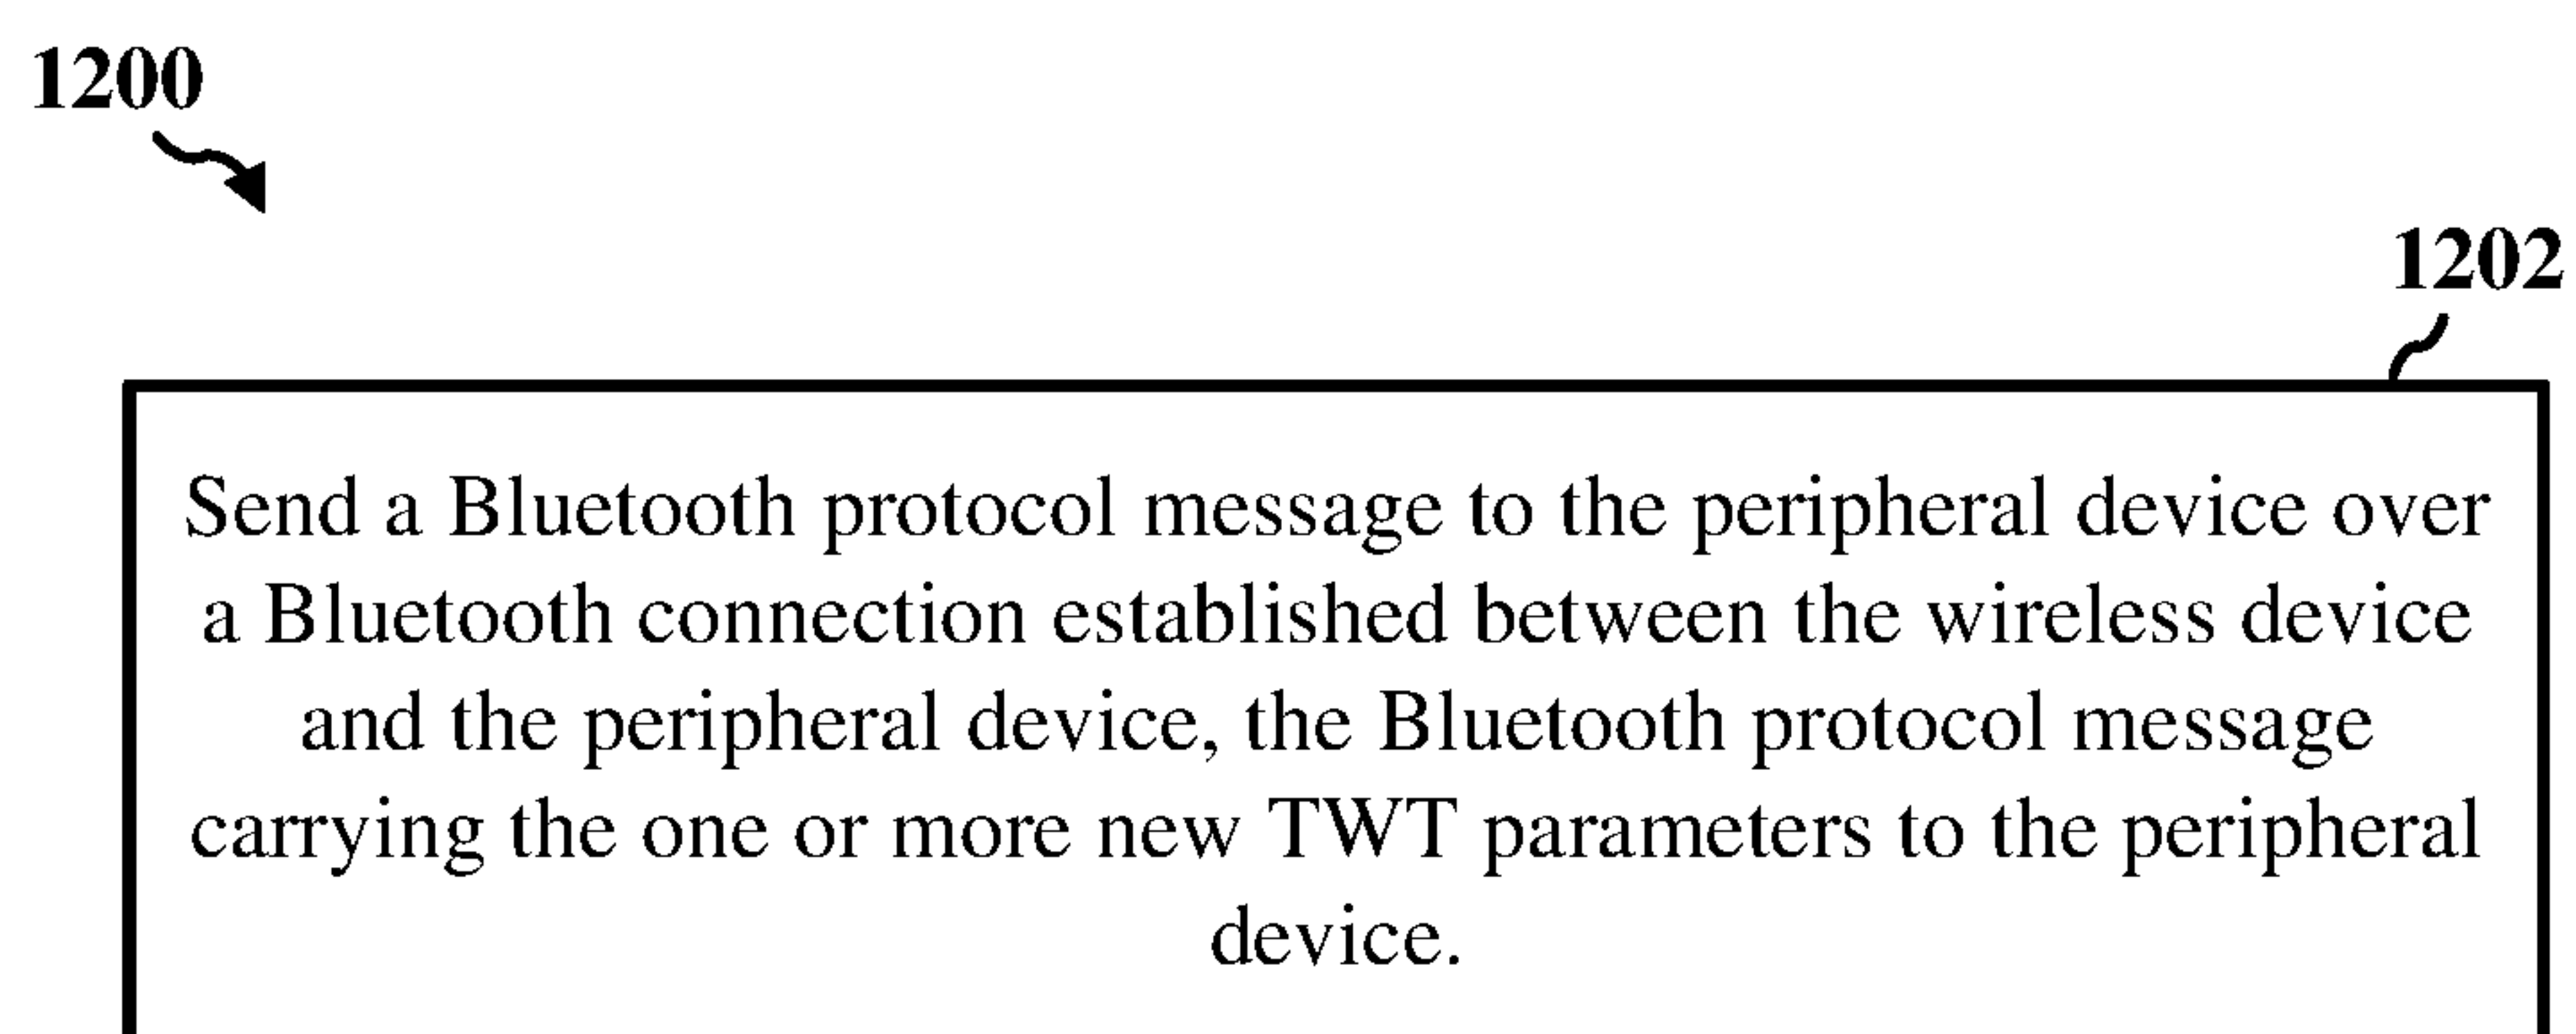 1200
1202
Send a Bluetooth protocol message to the peripheral device over
a Bluetooth connection established between the wireless device
and the peripheral device, the Bluetooth protocol message
carrying the one or more new TWT parameters to the peripheral
device.